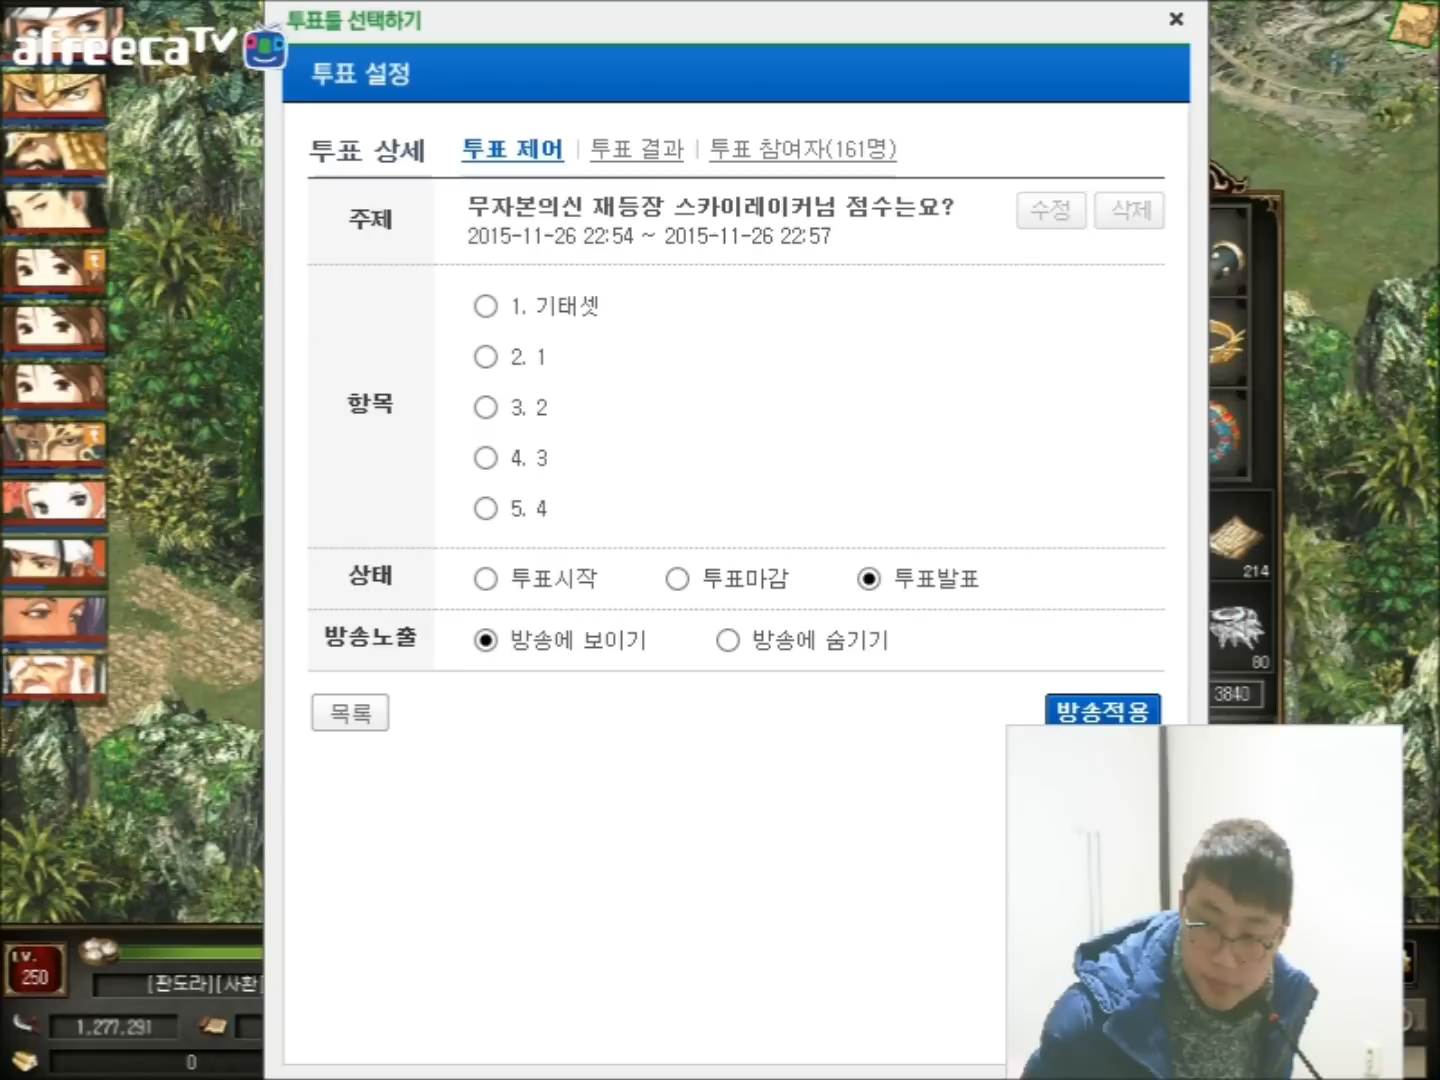 afreecaTV
투표를 선택하기
투표 설정
투표 상세
투표 제어
투표 결과
투표 참여자(161명)
주제
무자본의신 재등장 스카이레이커님 점수는요?
2015-11-26 22:54 ~ 2015-11-26 22:57
수정
삭제
항목
1. 기태셋
2. 1
3. 2
4. 3
5. 4
상태
투표시작
투표마감
투표발표
방송노출
방송에 보이기
방송에 숨기기
목록
방송적용
214
80
3840
LV.
250
[판도라][사환]
1,277,291
0